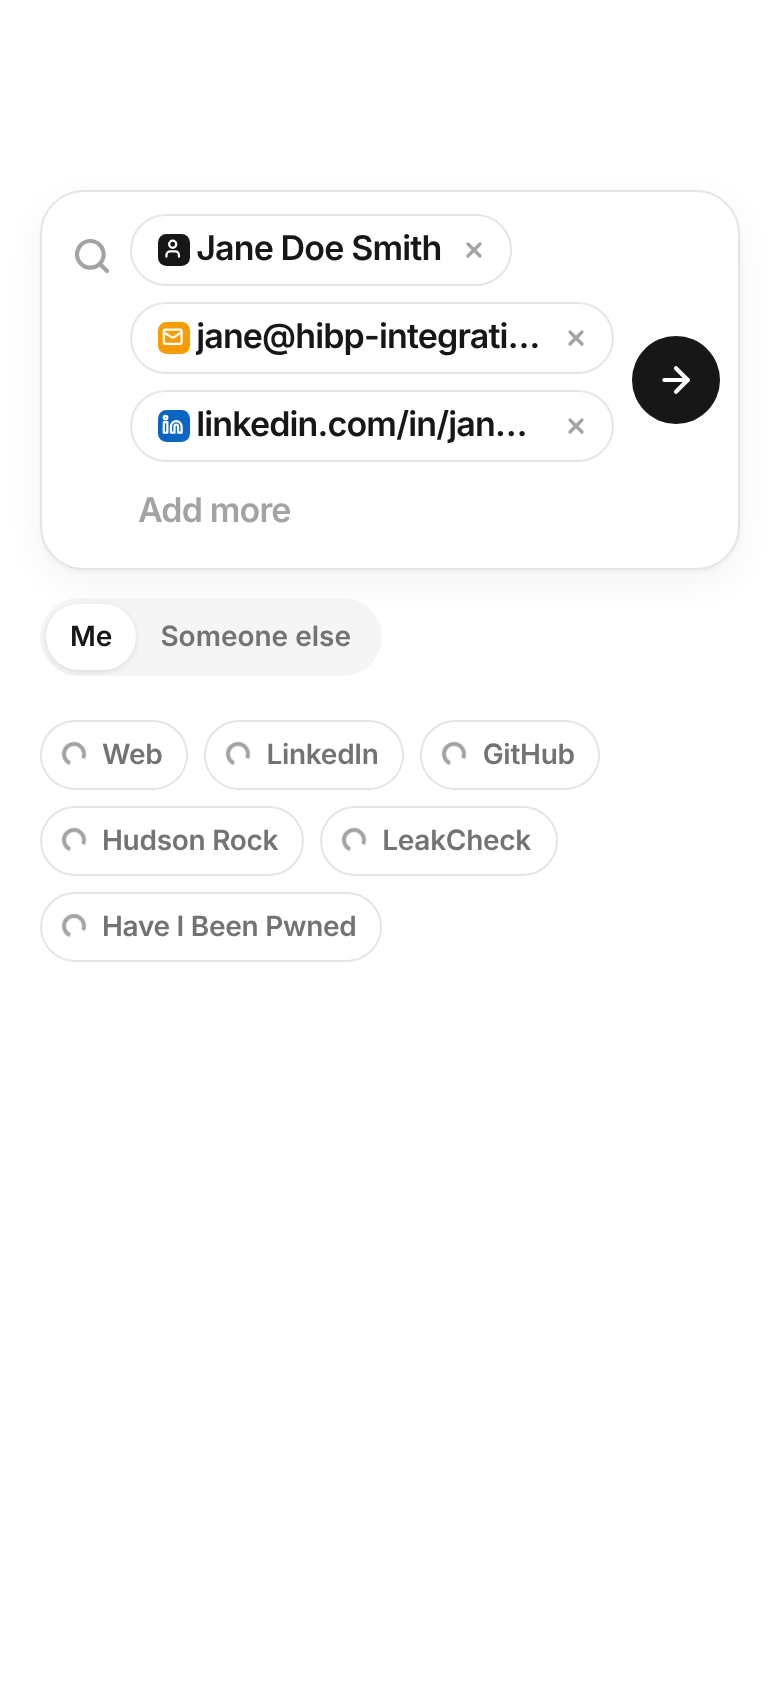 Jane Doe Smith
jane@hibp-integrati...
linkedin.com/in/jan...
Add more
Me Someone else
Web LinkedIn GitHub
Hudson Rock LeakCheck
Have I Been Pwned